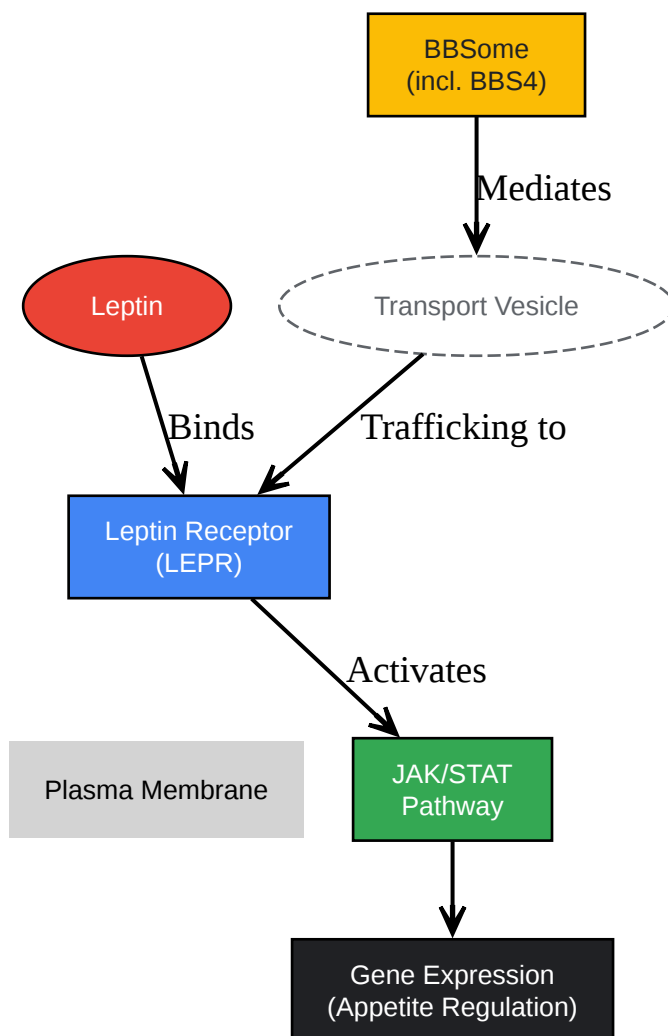 BBSome
(incl. BBS4)
Mediates
Leptin
Transport Vesicle
Binds
Trafficking to
Leptin Receptor
(LEPR)
Activates
Plasma Membrane
JAK/STAT
Pathway
Gene Expression
(Appetite Regulation)